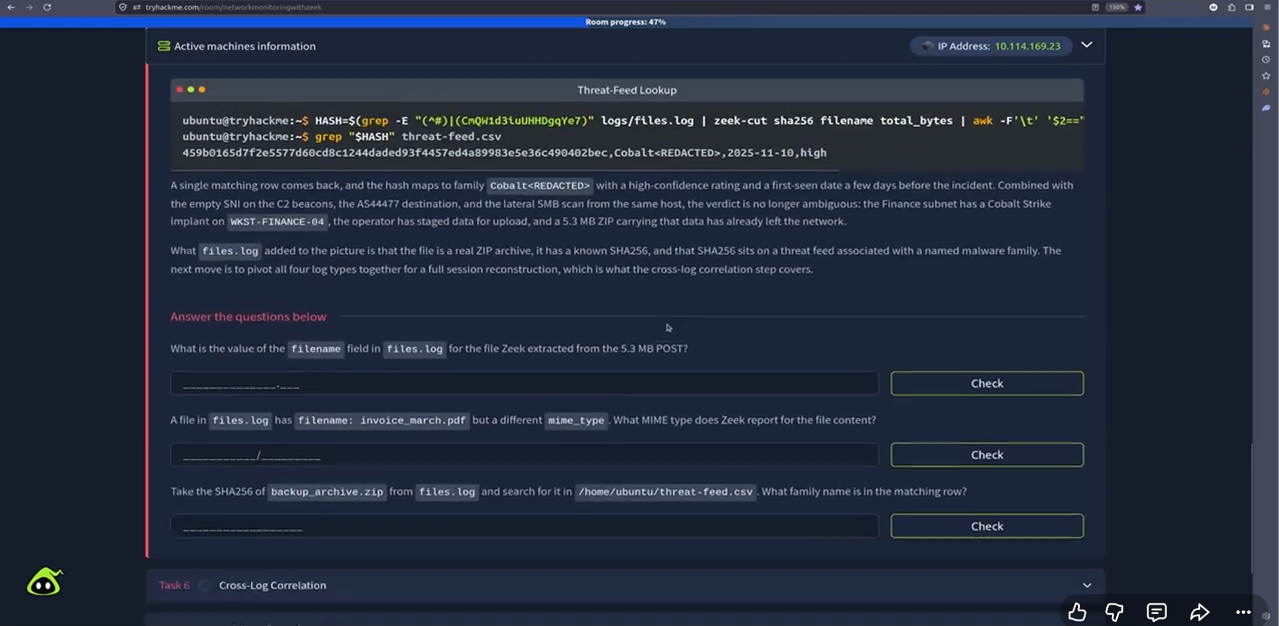 tryhackme.com/room/networkmonitoringwithzeek
150%
Room progress: 47%
Active machines information
IP Address: 10.114.169.23
Threat-Feed Lookup
ubuntu@tryhackme:~$ HASH=$(grep -E "(^#)|(CmQW1d3iuUHHDgqYe7)" logs/files.log | zeek-cut sha256 filename total_bytes | awk -F'\t' '$2=="
ubuntu@tryhackme:~$ grep "$HASH" threat-feed.csv
459b0165d7f2e5577d60cd8c1244daded93f4457ed4a89983e5e36c490402bec,Cobalt<REDACTED>,2025-11-10,high
A single matching row comes back, and the hash maps to family Cobalt<REDACTED> with a high-confidence rating and a first-seen date a few days before the incident. Combined with
the empty SNI on the C2 beacons, the AS44477 destination, and the lateral SMB scan from the same host, the verdict is no longer ambiguous: the Finance subnet has a Cobalt Strike
implant on WKST-FINANCE-04, the operator has staged data for upload, and a 5.3 MB ZIP carrying that data has already left the network.
What files.log added to the picture is that the file is a real ZIP archive, it has a known SHA256, and that SHA256 sits on a threat feed associated with a named malware family. The
next move is to pivot all four log types together for a full session reconstruction, which is what the cross-log correlation step covers.
Answer the questions below
What is the value of the filename field in files.log for the file Zeek extracted from the 5.3 MB POST?
______________.___
Check
A file in files.log has filename: invoice_march.pdf but a different mime_type. What MIME type does Zeek report for the file content?
___________/_________
Check
Take the SHA256 of backup_archive.zip from files.log and search for it in /home/ubuntu/threat-feed.csv. What family name is in the matching row?
__________________
Check
Task 6
Cross-Log Correlation